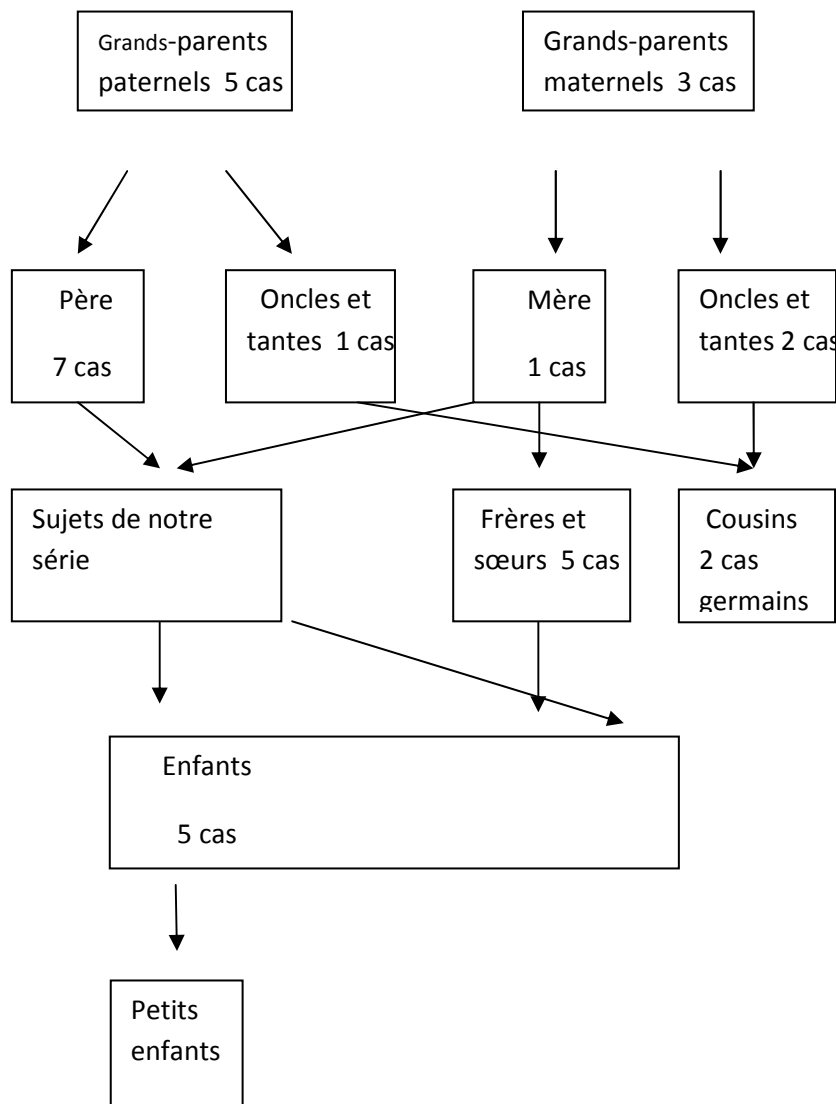 Grands-parents
paternels 5 cas
Grands-parents
maternels 3 cas
Père
7 cas
Oncles et
tantes 1 cas
Mère
1 cas
Oncles et
tantes 2 cas
Sujets de notre
série
Frères et
sœurs 5 cas
Cousins
2 cas
germains
Enfants
5 cas
Petits
enfants